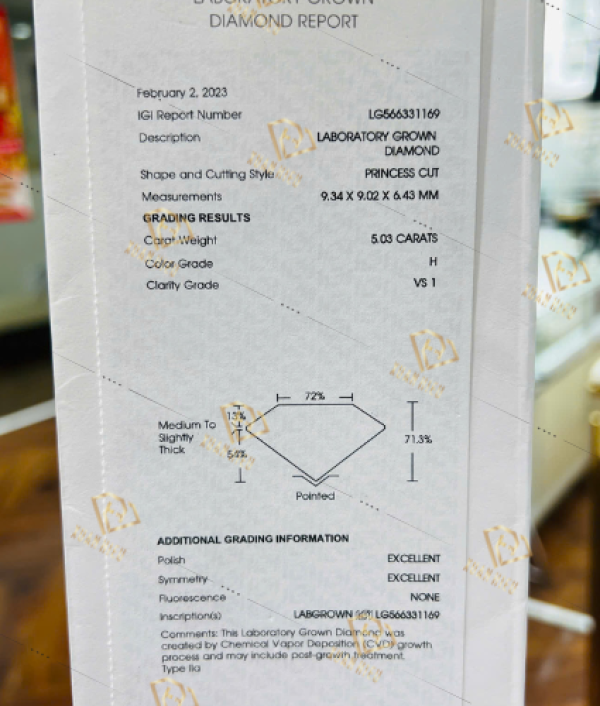 LABORATORY GROWN
DIAMOND REPORT
February 2, 2023
IGI Report Number LG566331169
Description LABORATORY GROWN
DIAMOND
Shape and Cutting Style PRINCESS CUT
Measurements 9.34 X 9.02 X 6.43 MM
GRADING RESULTS
Carat Weight 5.03 CARATS
Color Grade H
Clarity Grade VS 1
72%
13%
Medium To
Slightly
Thick
71.3%
Pointed
ADDITIONAL GRADING INFORMATION
Polish EXCELLENT
Symmetry EXCELLENT
Fluorescence NONE
Inscription(s) LABGROWN LG566331169
Comments: This Laboratory Grown Diamond was
created by Chemical Vapor Deposition (CVD) growth
process and may include post-growth treatment.
Type IIa